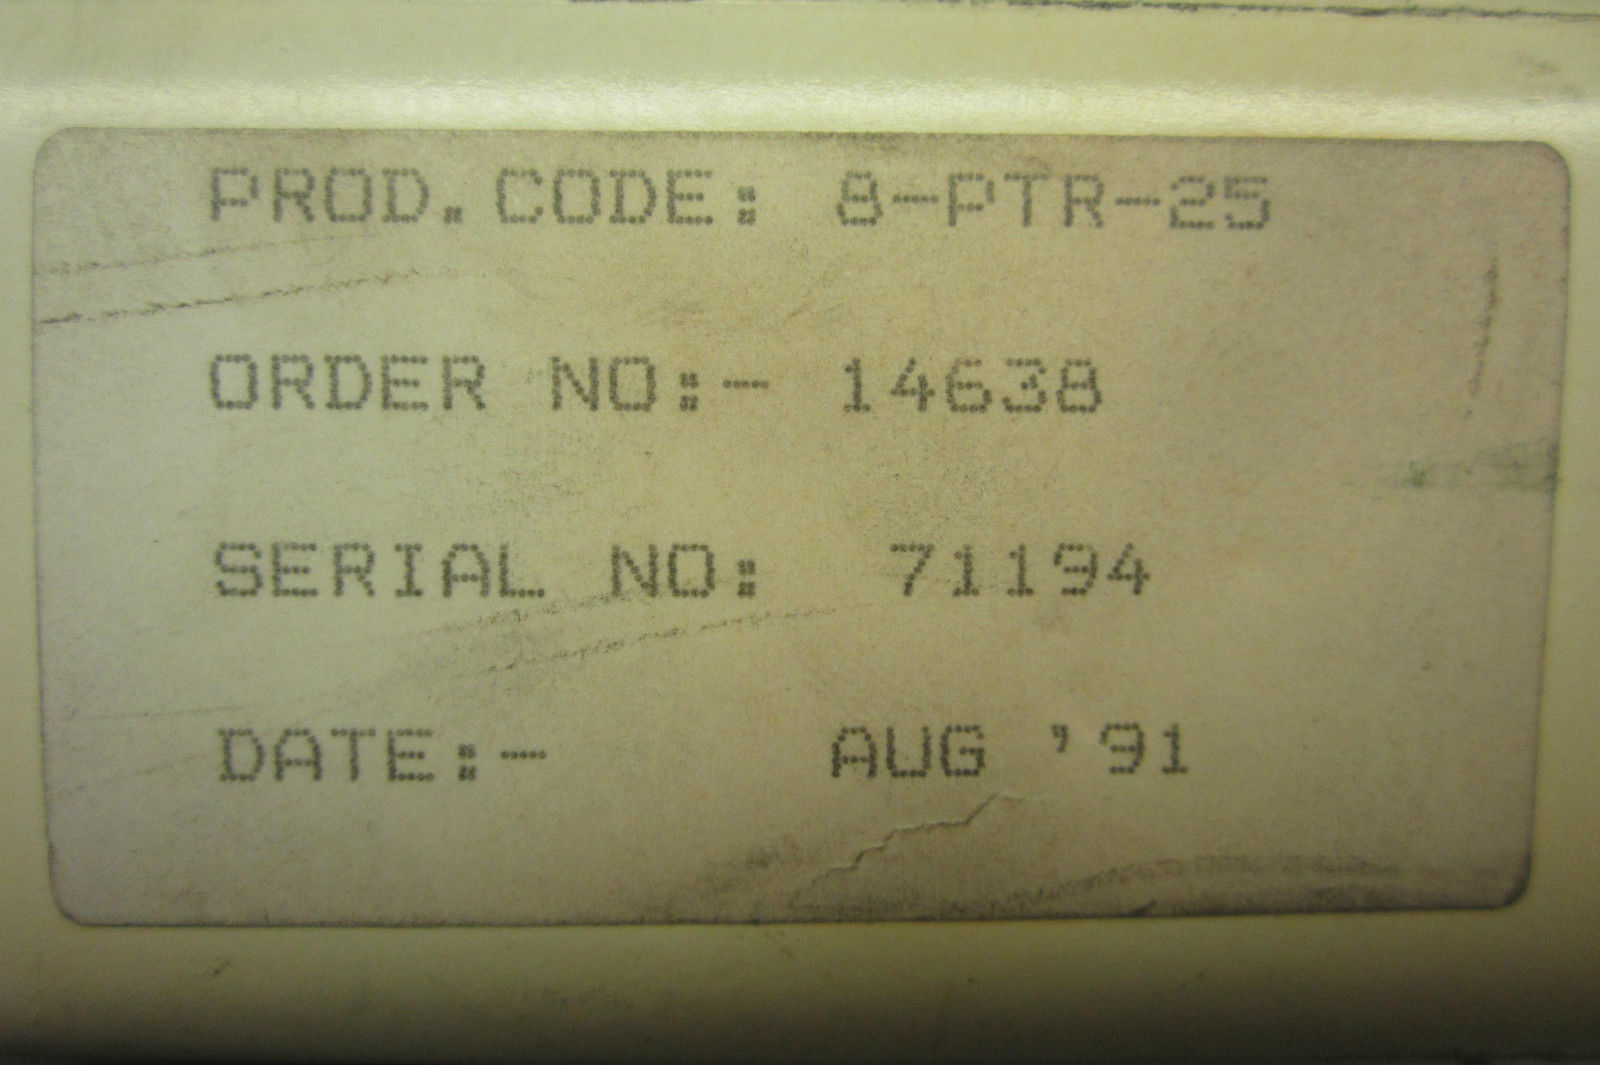 PROD.CODE: 8-PTR-25
ORDER NO:- 14638
SERIAL NO: 71194
DATE:- AUG '91